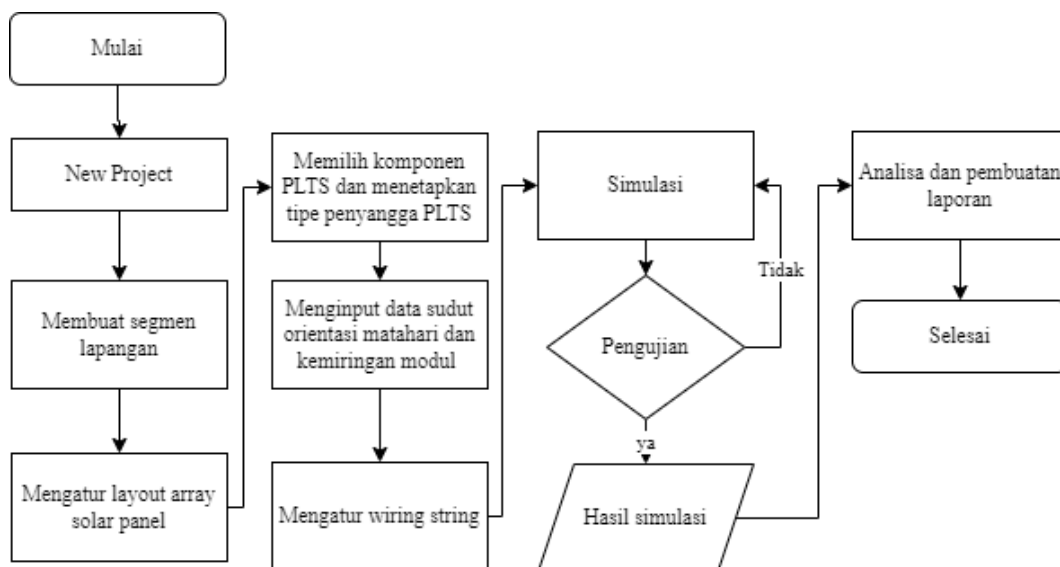 Mulai
New Project
Membuat segmen
lapangan
Mengatur layout array
solar panel
Memilih komponen
PLTS dan menetapkan
tipe penyangga PLTS
Menginput data sudut
orientasi matahari dan
kemiringan modul
Mengatur wiring string
Simulasi
Pengujian
Tidak
ya
Hasil simulasi
Analisa dan pembuatan
laporan
Selesai